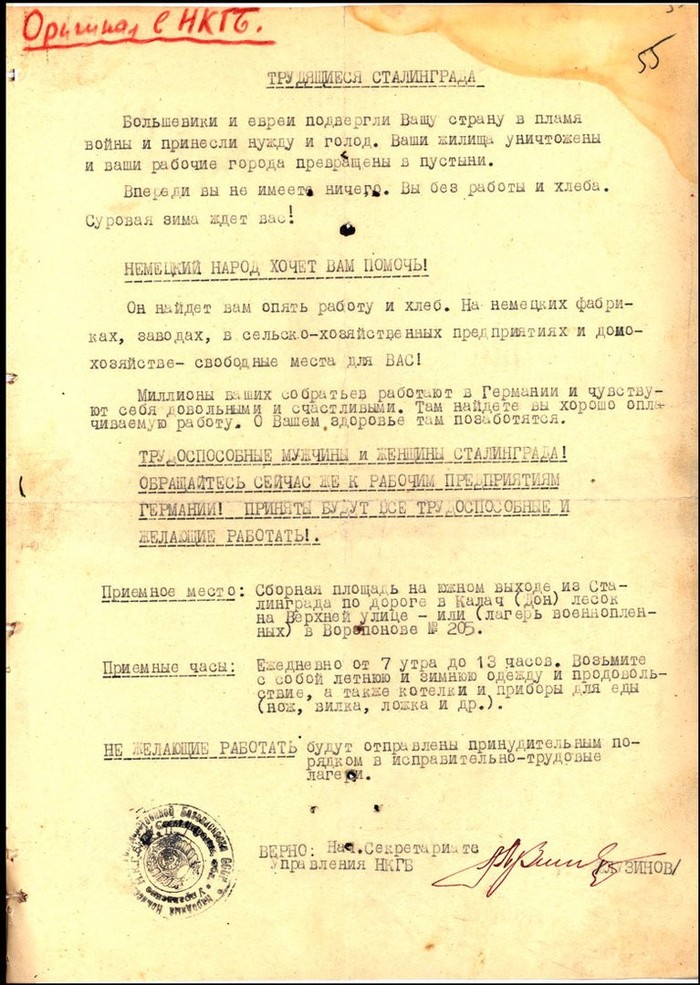 Оригинал в НКГБ.
55
ТРУДЯЩИЕСЯ СТАЛИНГРАДА
Большевики и евреи подвергли Вашу страну в пламя
войны и принесли нужду и голод. Ваши жилища уничтожены
и ваши рабочие города превращены в пустыни.
Впереди вы не имеете ничего. Вы без работы и хлеба.
Суровая зима ждет вас!
НЕМЕЦКИЙ НАРОД ХОЧЕТ ВАМ ПОМОЧЬ!
Он найдет вам опять работу и хлеб. На немецких фабри-
ках, заводах, в сельско-хозяйственных предприятиях и домо-
хозяйстве- свободные места для ВАС!
Миллионы ваших собратьев работают в Германии и чувству-
ют себя довольными и счастливыми. Там найдете вы хорошо опла-
чиваемую работу. О Вашем здоровье там позаботятся.
ТРУДОСПОСОБНЫЕ МУЖЧИНЫ и ЖЕНЩИНЫ СТАЛИНГРАДА!
ОБРАЩАЙТЕСЬ СЕЙЧАС ЖЕ К РАБОЧИМ ПРЕДПРИЯТИЯМ
ГЕРМАНИИ! ПРИНЯТЫ БУДУТ ВСЕ ТРУДОСПОСОБНЫЕ И
ЖЕЛАЮЩИЕ РАБОТАТЬ!.
Приемное место: Сборная площадь на южном выходе из Ста-
линграда по дороге в Калач (Дон) лесок
на Верхней улице - или (лагерь военноплен-
ных) в Воропонове № 205.
Приемные часы: Ежедневно от 7 утра до 13 часов. Возьмите
с собой летнюю и зимнюю одежду и продоволь-
ствие, а также котелки и приборы для еды
(нож, вилка, ложка и др.).
НЕ ЖЕЛАЮЩИЕ РАБОТАТЬ будут отправлены принудительным по-
рядком в исправительно-трудовые
лагери.
ВЕРНО: Нач.Секретариата
Управления НКГБ